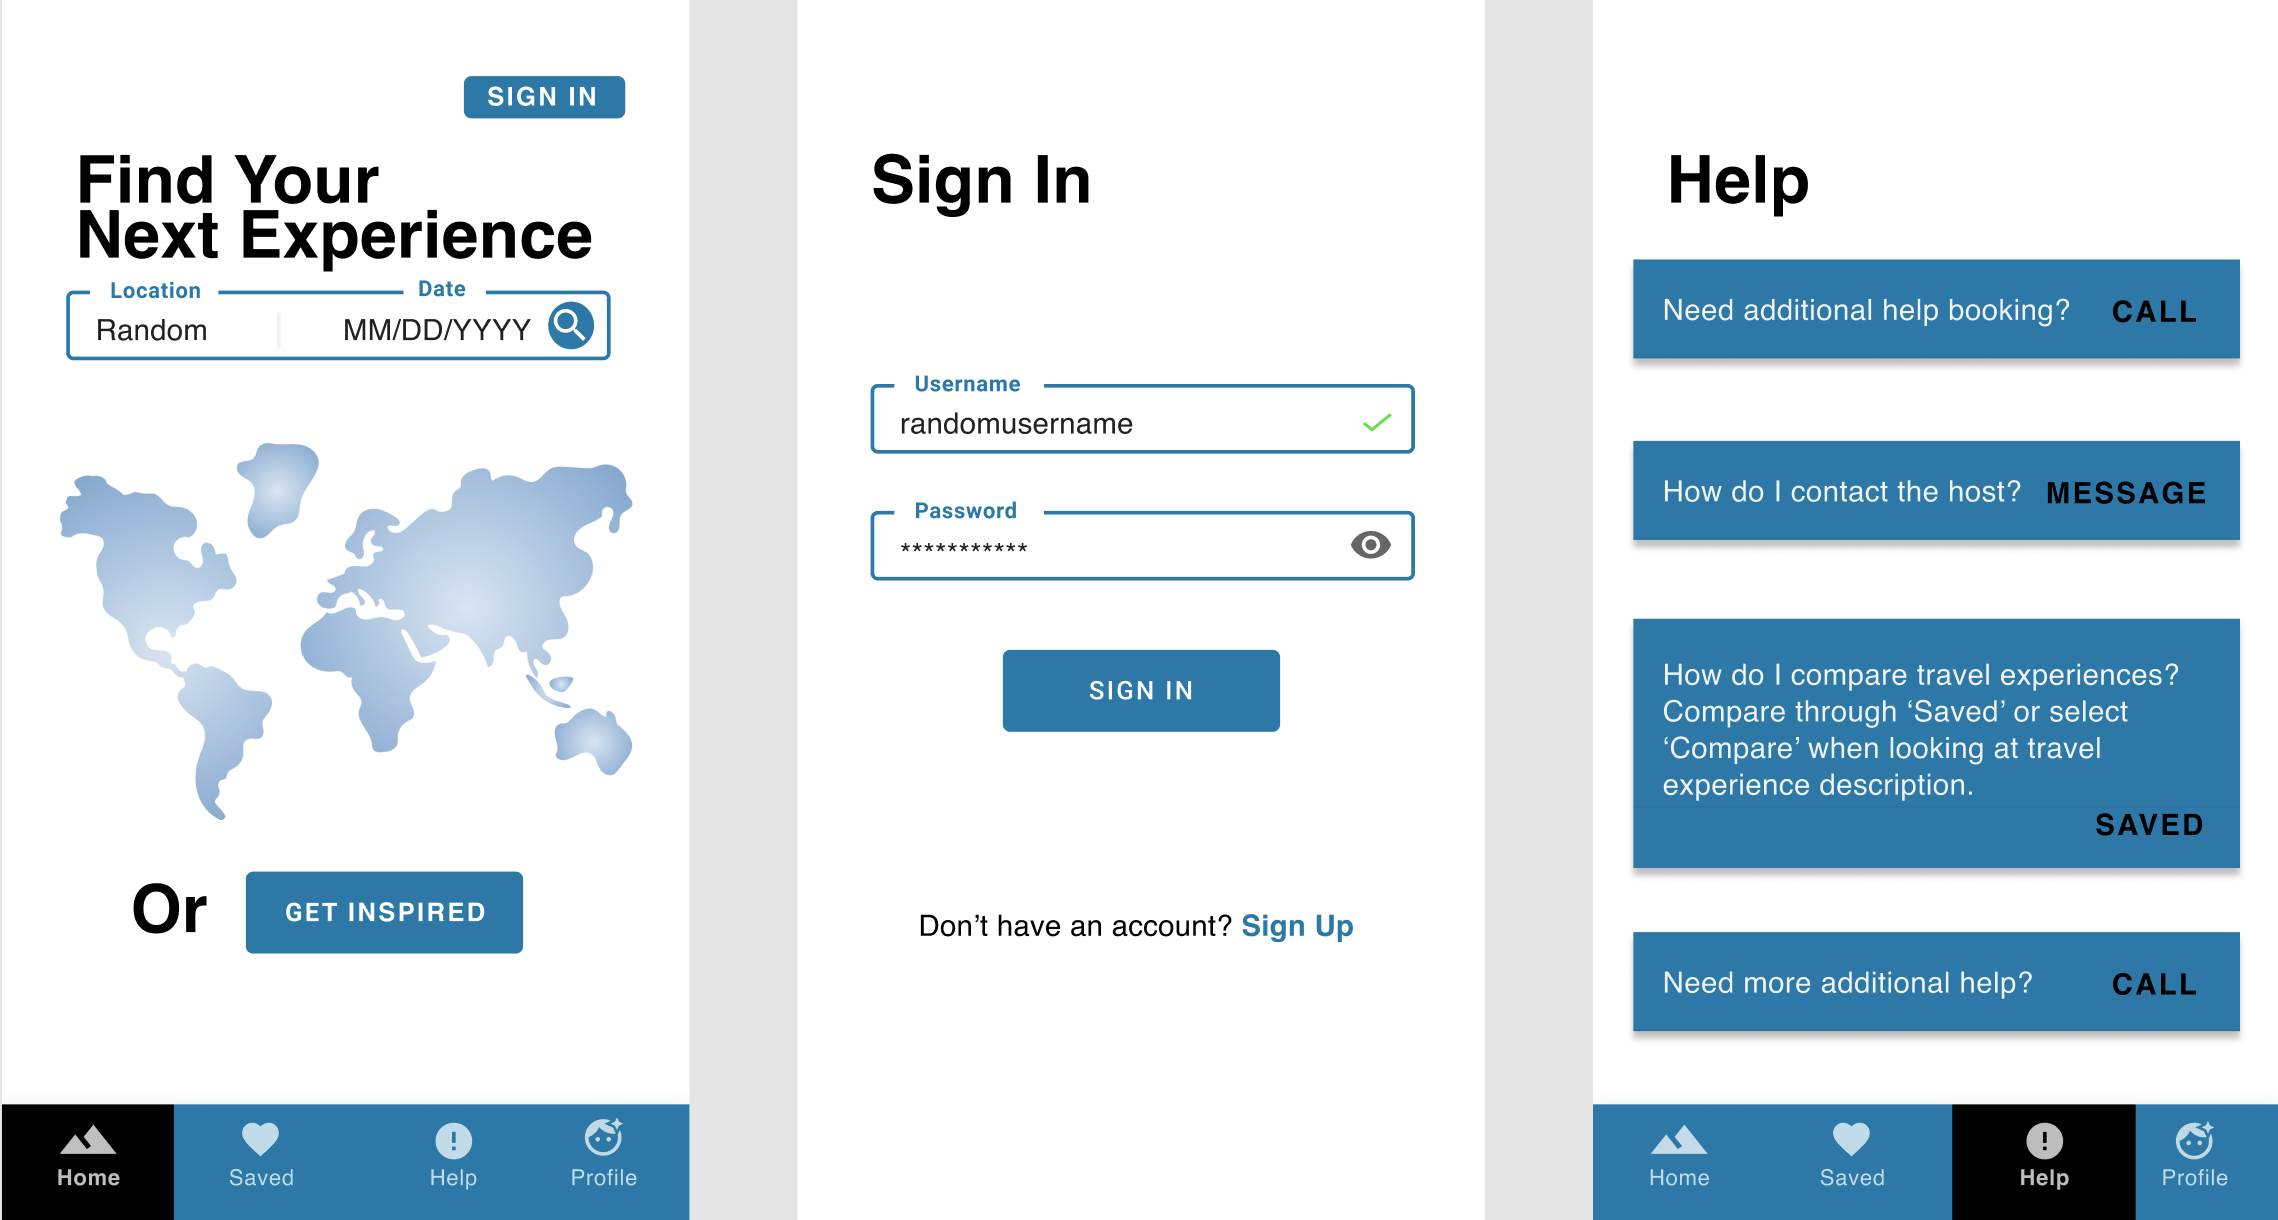 SIGN IN
Find Your
Next Experience
Location Date
Random MM/DD/YYYY
Or GET INSPIRED
Home Saved Help Profile
Sign In
Username
randomusername
Password
***********
SIGN IN
Don’t have an account? Sign Up
Help
Need additional help booking? CALL
How do I contact the host? MESSAGE
How do I compare travel experiences?
Compare through ‘Saved’ or select
‘Compare’ when looking at travel
experience description.
SAVED
Need more additional help? CALL
Home Saved Help Profile